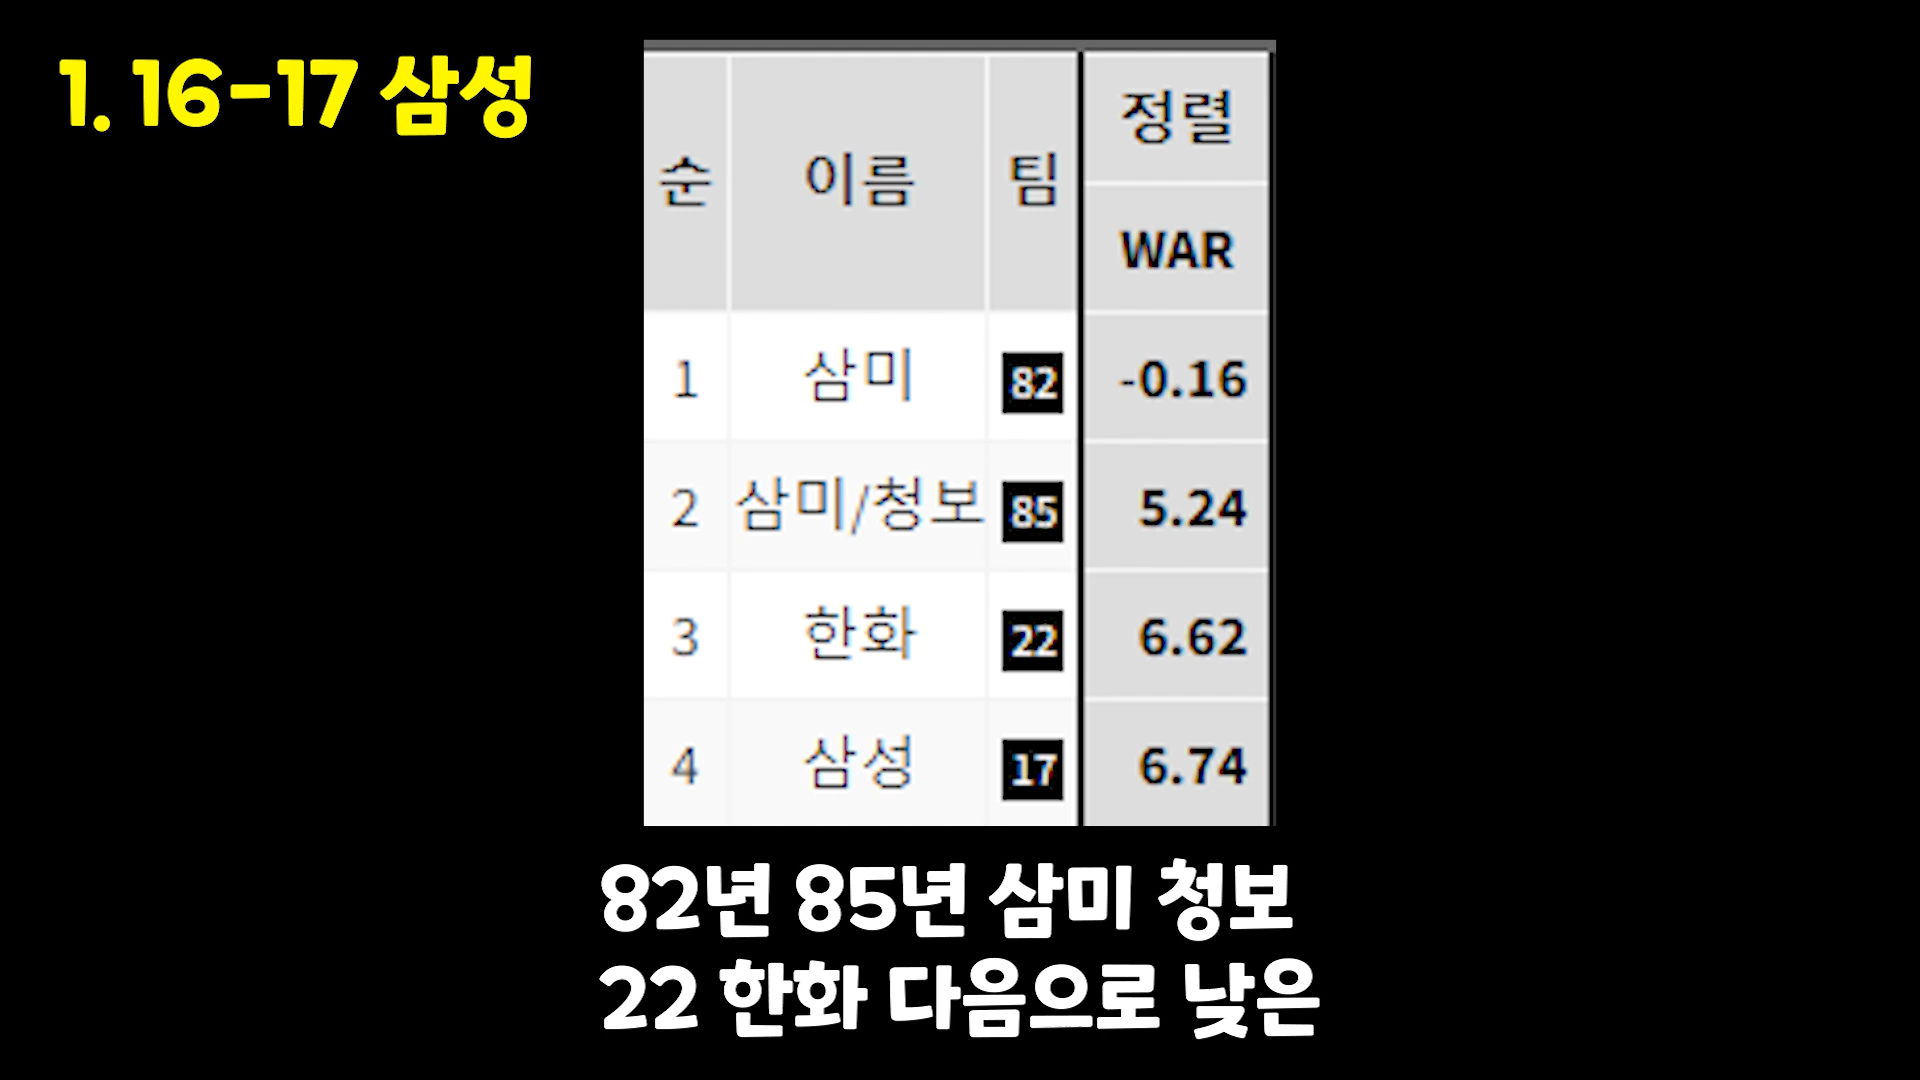 1. 16-17 삼성
순 이름 팀 정렬
WAR
1 삼미 82 -0.16
2 삼미/청보 85 5.24
3 한화 22 6.62
4 삼성 17 6.74
82년 85년 삼미 청보
22 한화 다음으로 낮은